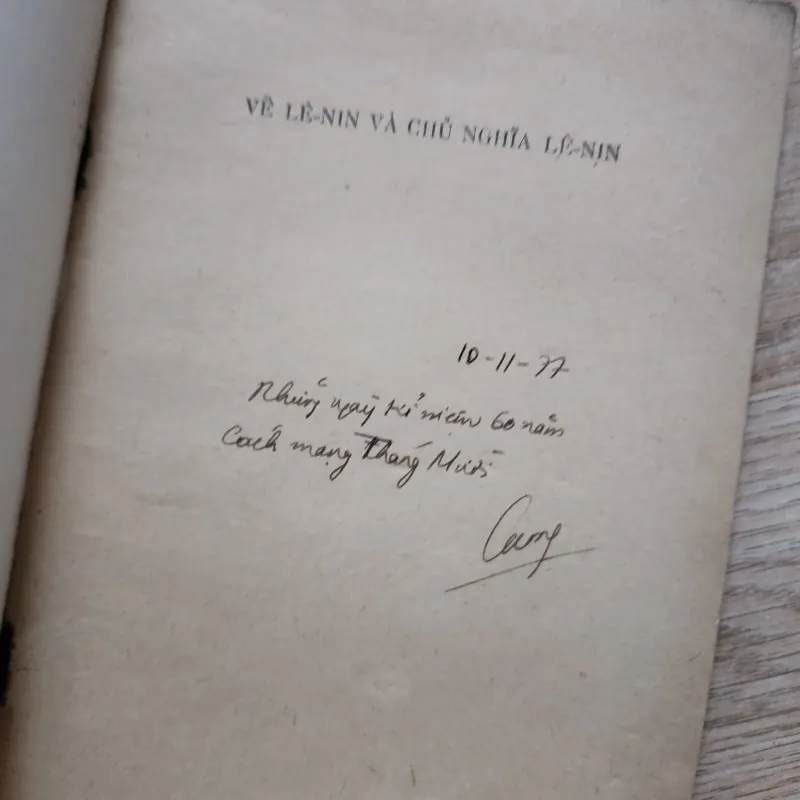 VỀ LÊ-NIN VÀ CHỦ NGHĨA LÊ-NIN
10-11-77
Những ngày kỉ niệm 60 năm
Cách mạng Tháng Mười